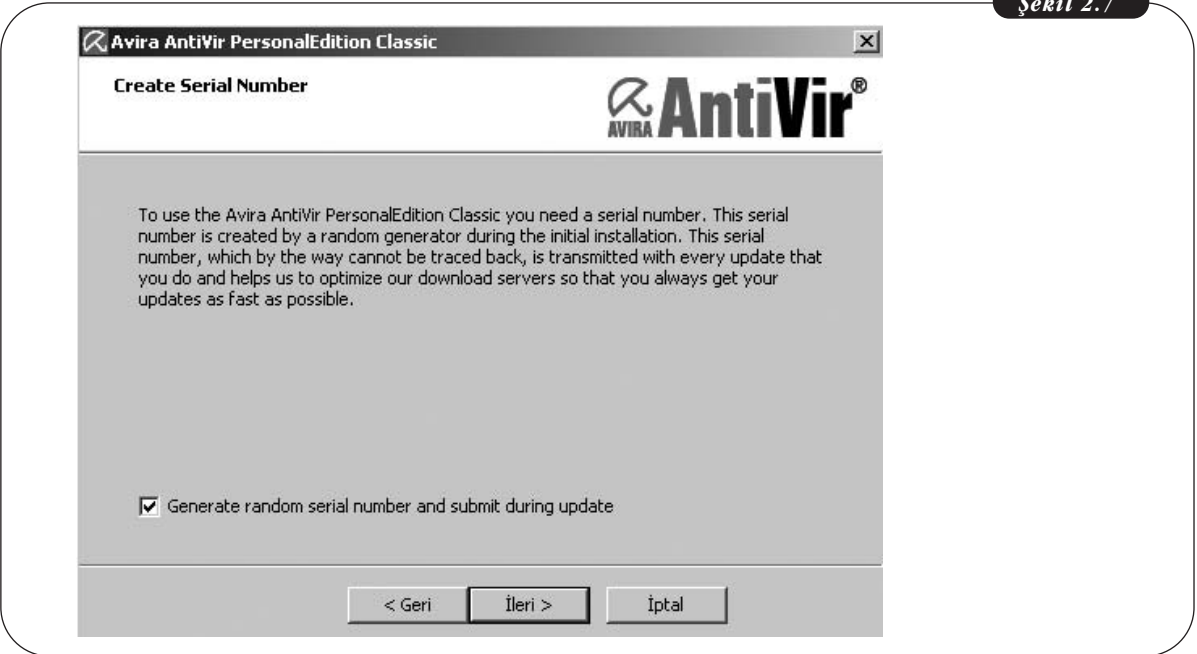 Şekil 2.7
Avira AntiVir PersonalEdition Classic
Create Serial Number
AVIRA AntiVir®
To use the Avira AntiVir PersonalEdition Classic you need a serial number. This serial
number is created by a random generator during the initial installation. This serial
number, which by the way cannot be traced back, is transmitted with every update that
you do and helps us to optimize our download servers so that you always get your
updates as fast as possible.
Generate random serial number and submit during update
< Geri
İleri >
İptal